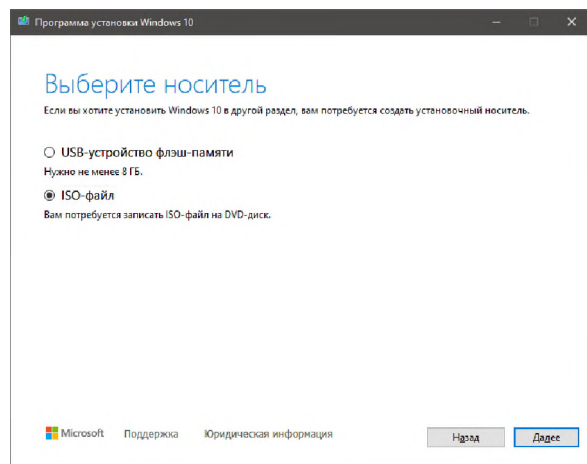 Программа установки Windows 10
Выберите носитель
Если вы хотите установить Windows 10 в другой раздел, вам потребуется создать установочный носитель.
USB-устройство флэш-памяти
Нужно не менее 8 ГБ.
ISO-файл
Вам потребуется записать ISO-файл на DVD-диск.
Microsoft Поддержка Юридическая информация Назад Далее